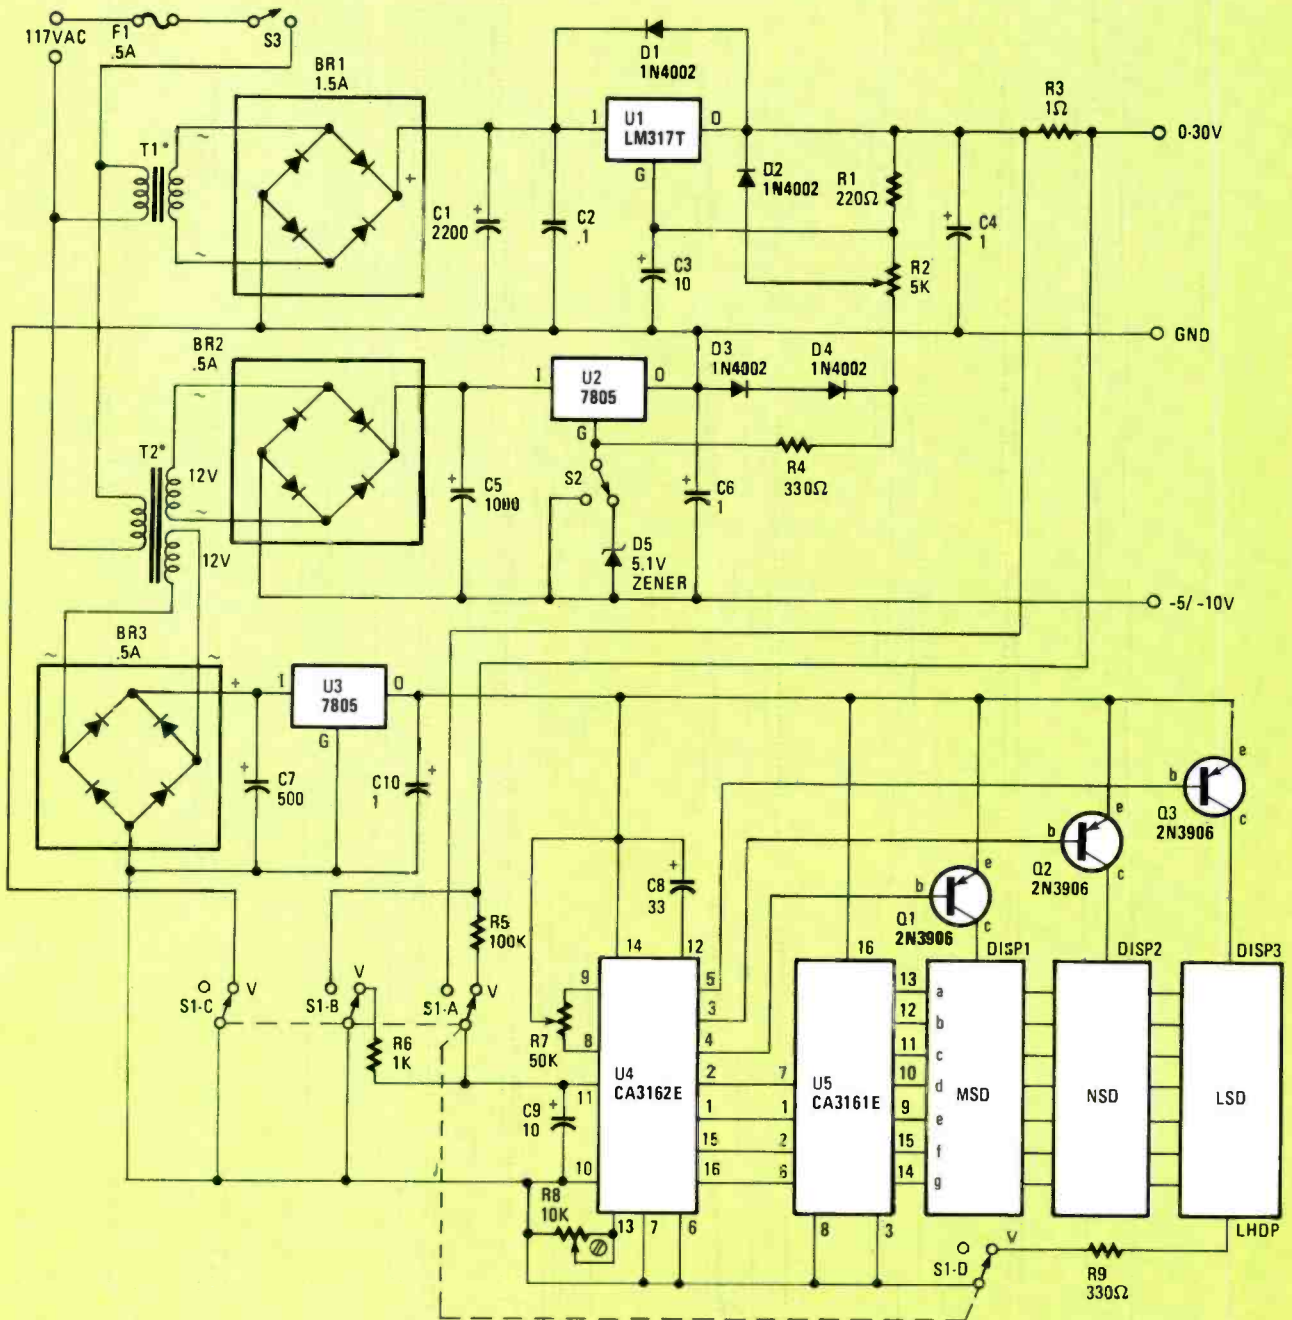 117VAC
F1
.5A
S3
BR1
1.5A
T1*
~
~
+
C1
2200
+
C2
.1
D1
1N4002
I
U1
LM317T
O
G
D2
1N4002
R1
220Ω
C3
10
+
R2
5K
C4
1
+
R3
1Ω
0-30V
GND
BR2
.5A
T2*
12V
12V
~
~
C5
1000
+
I
U2
7805
O
G
S2
D3
1N4002
D4
1N4002
R4
330Ω
C6
1
+
D5
5.1V
ZENER
-5/ -10V
BR3
.5A
~
~
+
I
U3
7805
O
G
C7
500
+
C10
1
+
S1-C
V
S1-B
V
S1-A
V
R5
100K
R6
1K
C9
10
+
R7
50K
C8
33
+
14
12
9
8
11
10
13
7
6
5
3
4
2
1
15
16
U4
CA3162E
R8
10K
16
7
1
2
6
8
3
13
12
11
10
9
15
14
U5
CA3161E
Q1
2N3906
b
e
c
Q2
2N3906
b
e
c
Q3
2N3906
b
e
c
DISP1
a
b
c
d
e
f
g
MSD
DISP2
NSD
DISP3
LSD
LHDP
S1-D
V
R9
330Ω